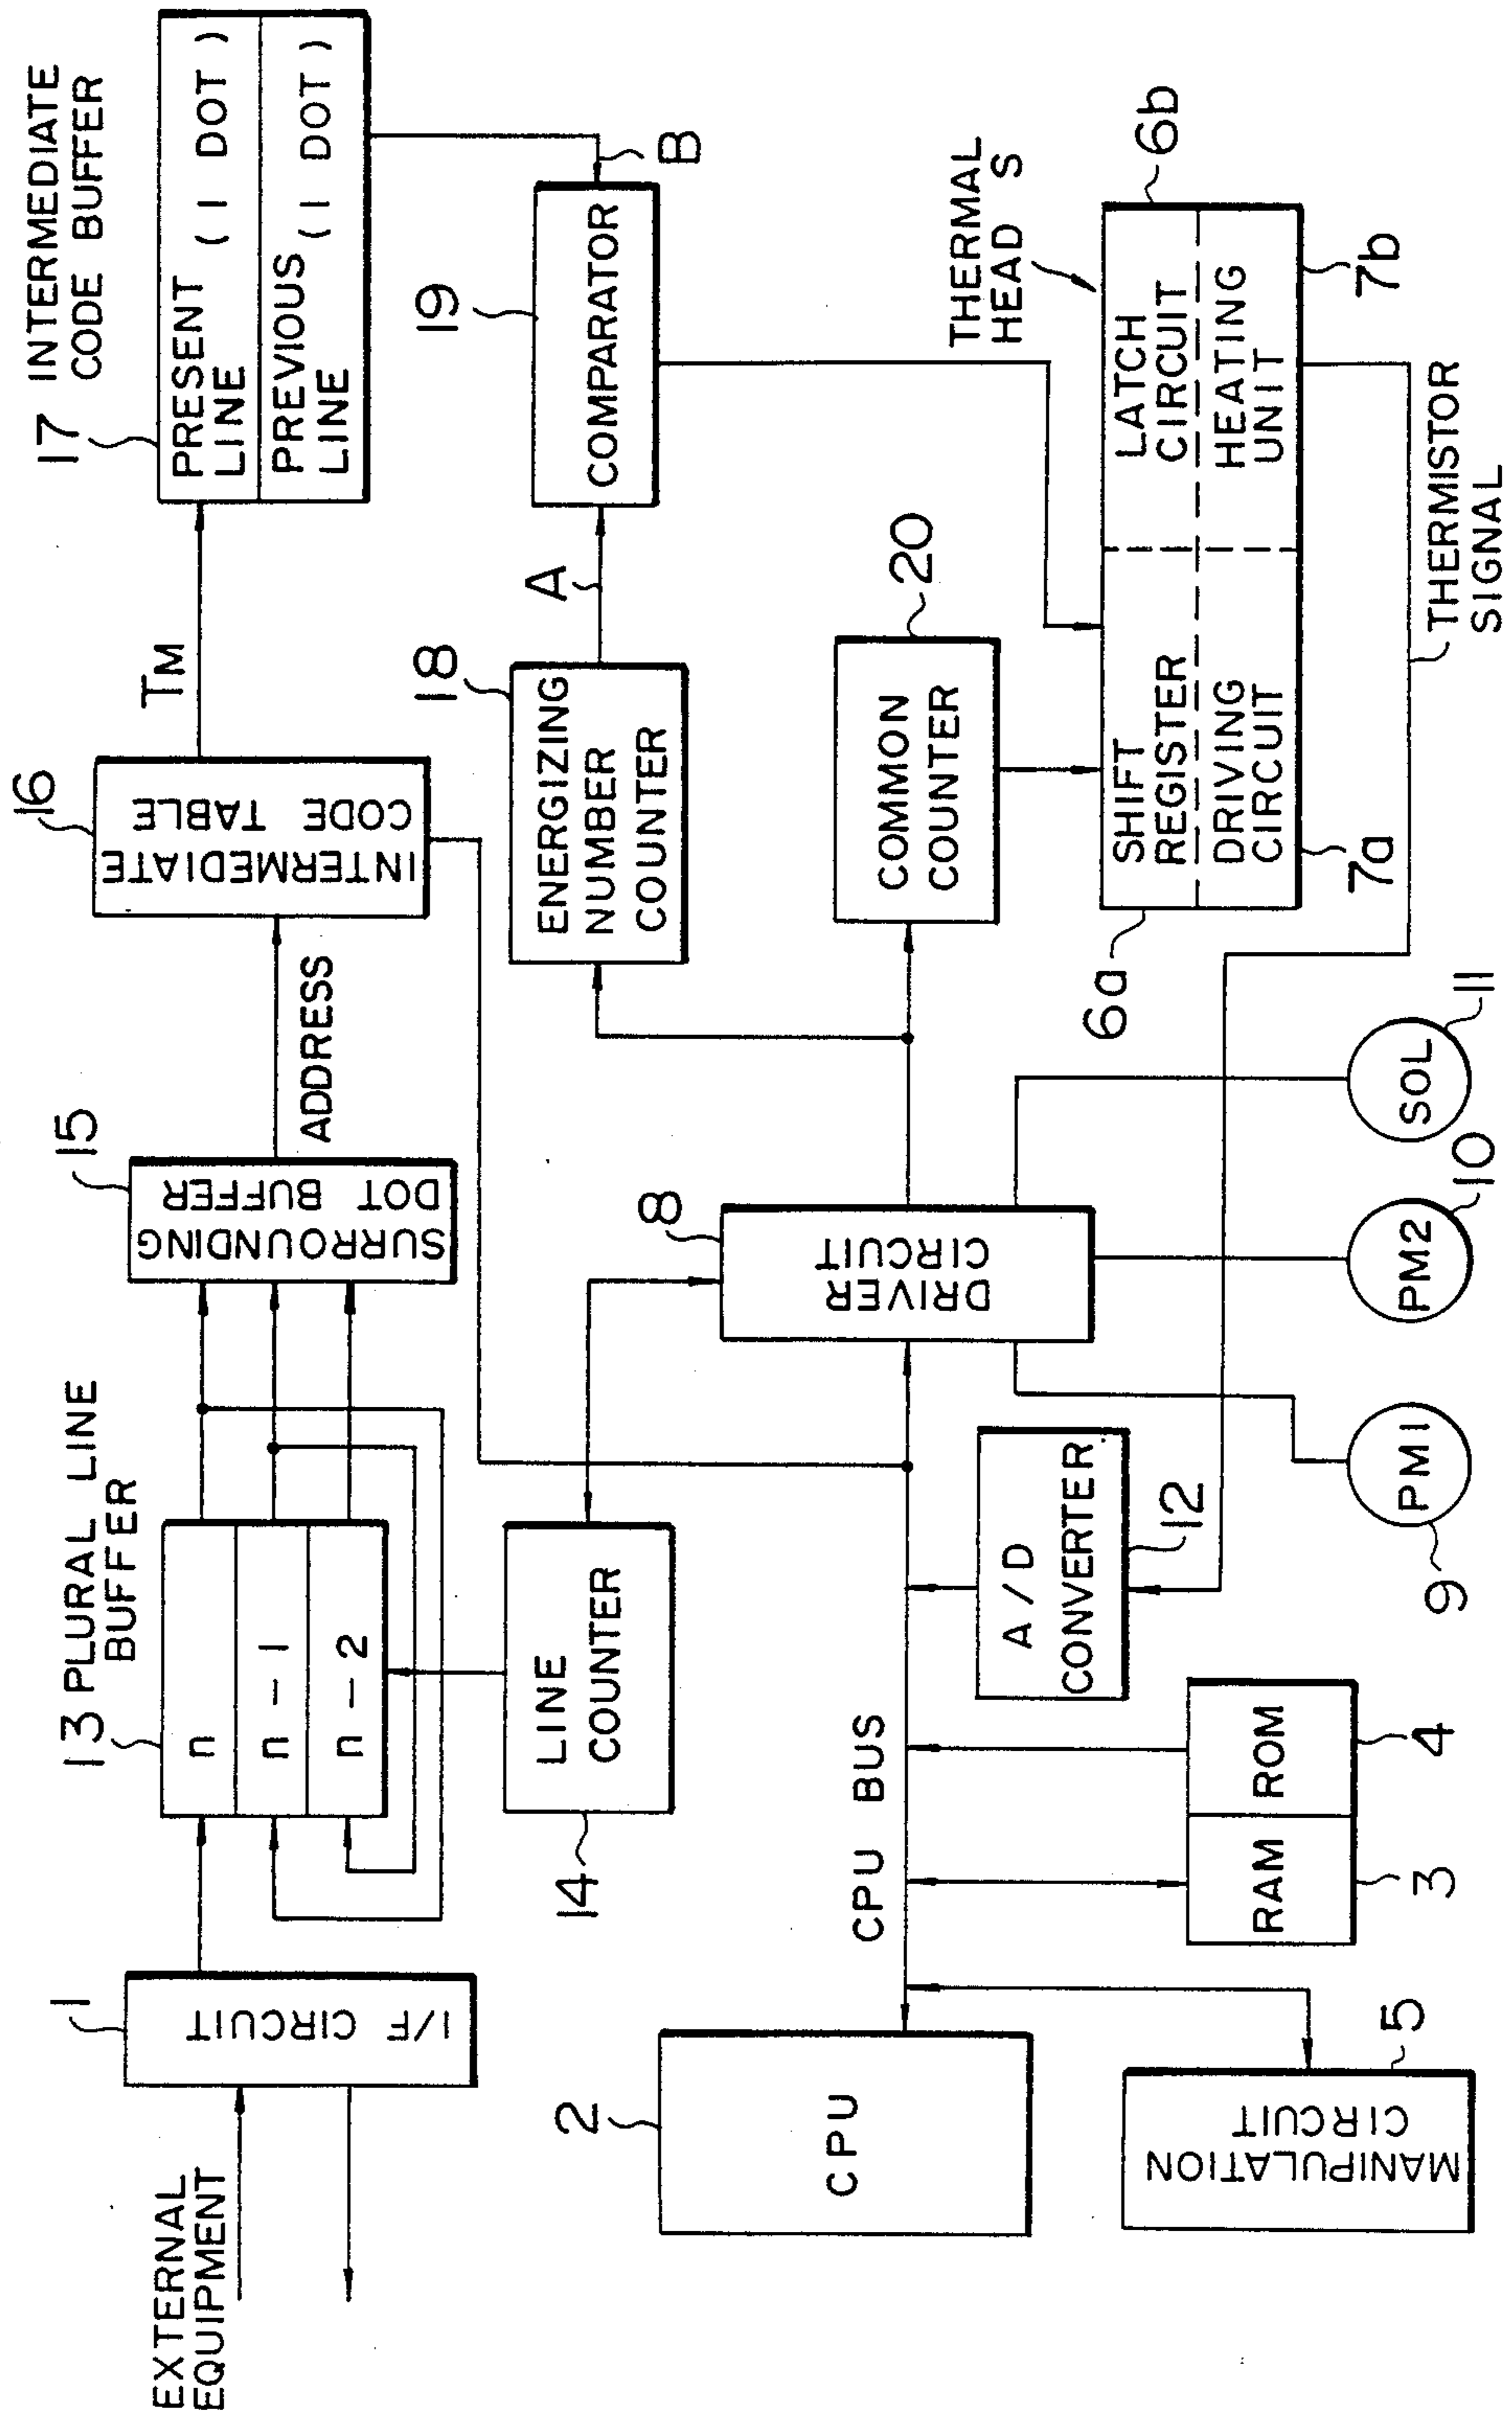 EXTERNAL
EQUIPMENT
1
I/F CIRCUIT
13 PLURAL LINE
BUFFER
n
n-1
n-2
14
LINE
COUNTER
15
SURROUNDING
DOT BUFFER
ADDRESS
16
INTERMEDIATE
CODE TABLE
TM
17 INTERMEDIATE
CODE BUFFER
PRESENT
LINE
(1 DOT)
PREVIOUS
LINE
(1 DOT)
18
ENERGIZING
NUMBER
COUNTER
A
19
COMPARATOR
B
2
CPU
CPU BUS
8
DRIVER
CIRCUIT
20
COMMON
COUNTER
THERMAL
HEAD S
6a
SHIFT
REGISTER
6b
LATCH
CIRCUIT
7a
DRIVING
CIRCUIT
7b
HEATING
UNIT
THERMISTOR
SIGNAL
5
MANIPULATION
CIRCUIT
RAM
3
ROM
4
A/D
CONVERTER
12
PM1
9
PM2
10
SOL
11